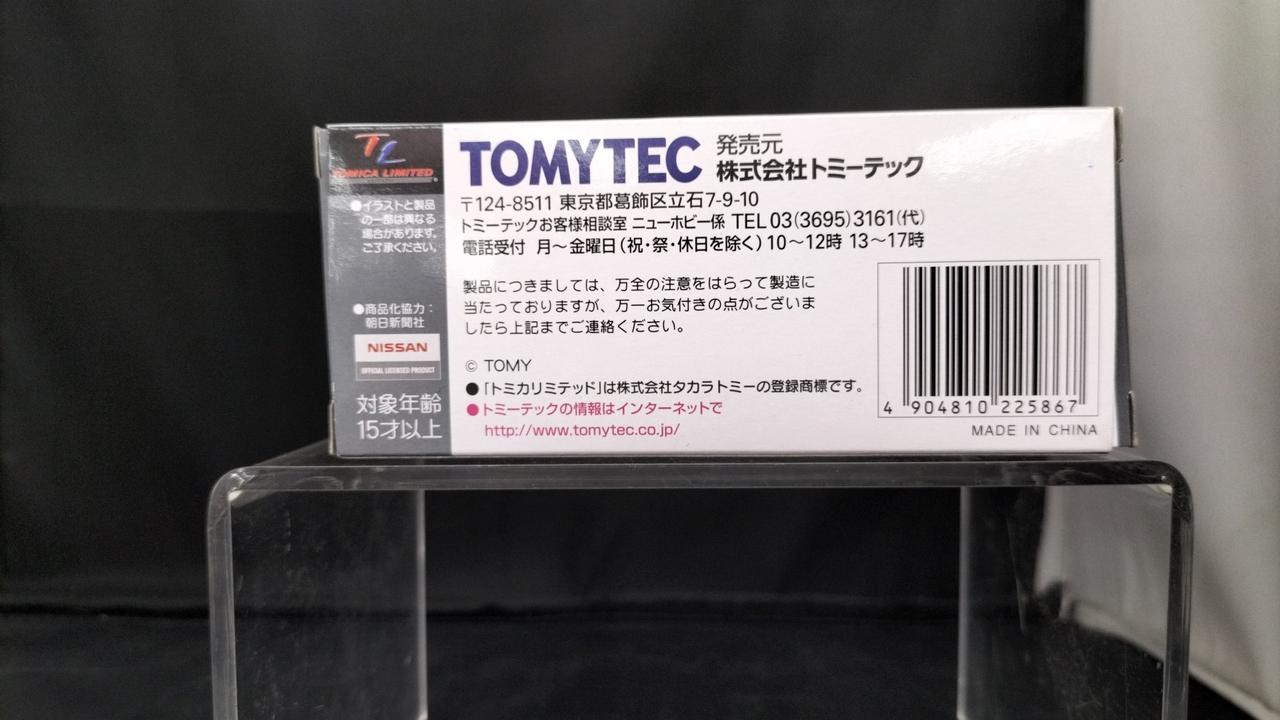 TL
TOMICA LIMITED
●イラストと製品
の一部は異なる
場合があります。
ご了承ください。
●商品化協力：
朝日新聞社
NISSAN
OFFICIAL LICENSED PRODUCT
対象年齢
15才以上
TOMYTEC
発売元
株式会社トミーテック
〒124-8511 東京都葛飾区立石7-9-10
トミーテックお客様相談室 ニューホビー係 TEL 03(3695)3161(代)
電話受付 月～金曜日(祝・祭・休日を除く)10～12時 13～17時
製品につきましては、万全の注意をはらって製造に
当たっておりますが、万一お気付きの点がございま
したら上記までご連絡ください。
© TOMY
●「トミカリミテッド」は株式会社タカラトミーの登録商標です。
●トミーテックの情報はインターネットで
http://www.tomytec.co.jp/
4 904810 225867
MADE IN CHINA